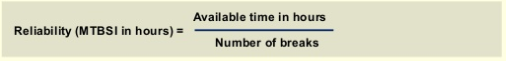 Available time in hours
Reliability (MTBSI in hours) =
Number of breaks